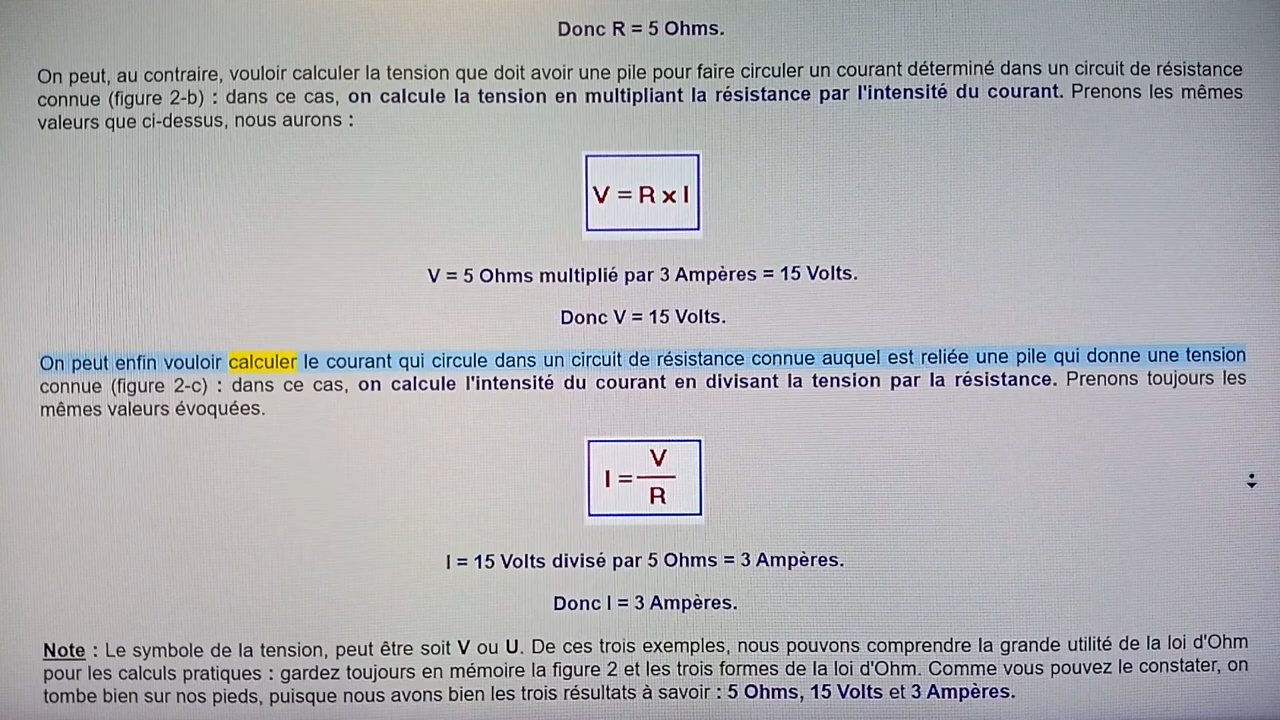 Donc R = 5 Ohms.
On peut, au contraire, vouloir calculer la tension que doit avoir une pile pour faire circuler un courant déterminé dans un circuit de résistance
connue (figure 2-b) : dans ce cas, on calcule la tension en multipliant la résistance par l'intensité du courant. Prenons les mêmes
valeurs que ci-dessus, nous aurons :
V = R x I
V = 5 Ohms multiplié par 3 Ampères = 15 Volts.
Donc V = 15 Volts.
On peut enfin vouloir calculer le courant qui circule dans un circuit de résistance connue auquel est reliée une pile qui donne une tension
connue (figure 2-c) : dans ce cas, on calcule l'intensité du courant en divisant la tension par la résistance. Prenons toujours les
mêmes valeurs évoquées.
I = V
R
I = 15 Volts divisé par 5 Ohms = 3 Ampères.
Donc I = 3 Ampères.
Note : Le symbole de la tension, peut être soit V ou U. De ces trois exemples, nous pouvons comprendre la grande utilité de la loi d'Ohm
pour les calculs pratiques : gardez toujours en mémoire la figure 2 et les trois formes de la loi d'Ohm. Comme vous pouvez le constater, on
tombe bien sur nos pieds, puisque nous avons bien les trois résultats à savoir : 5 Ohms, 15 Volts et 3 Ampères.